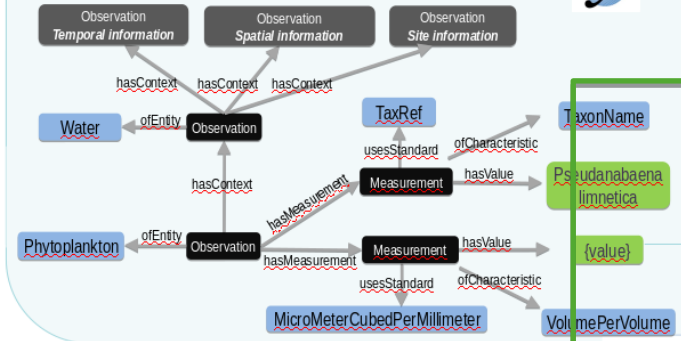 Observation
Temporal information
Observation
Spatial information
Observation
Site information
hasContext
hasContext
hasContext
TaxRef
TaxonName
Water
ofEntity
Observation
usesStandard
ofCharacteristic
hasContext
hasMeasurement
Measurement
hasValue
Pseudanabaena
limnetica
Phytoplankton
ofEntity
Observation
hasMeasurement
Measurement
hasValue
{value}
usesStandard
ofCharacteristic
MicroMeterCubedPerMillimeter
VolumePerVolume